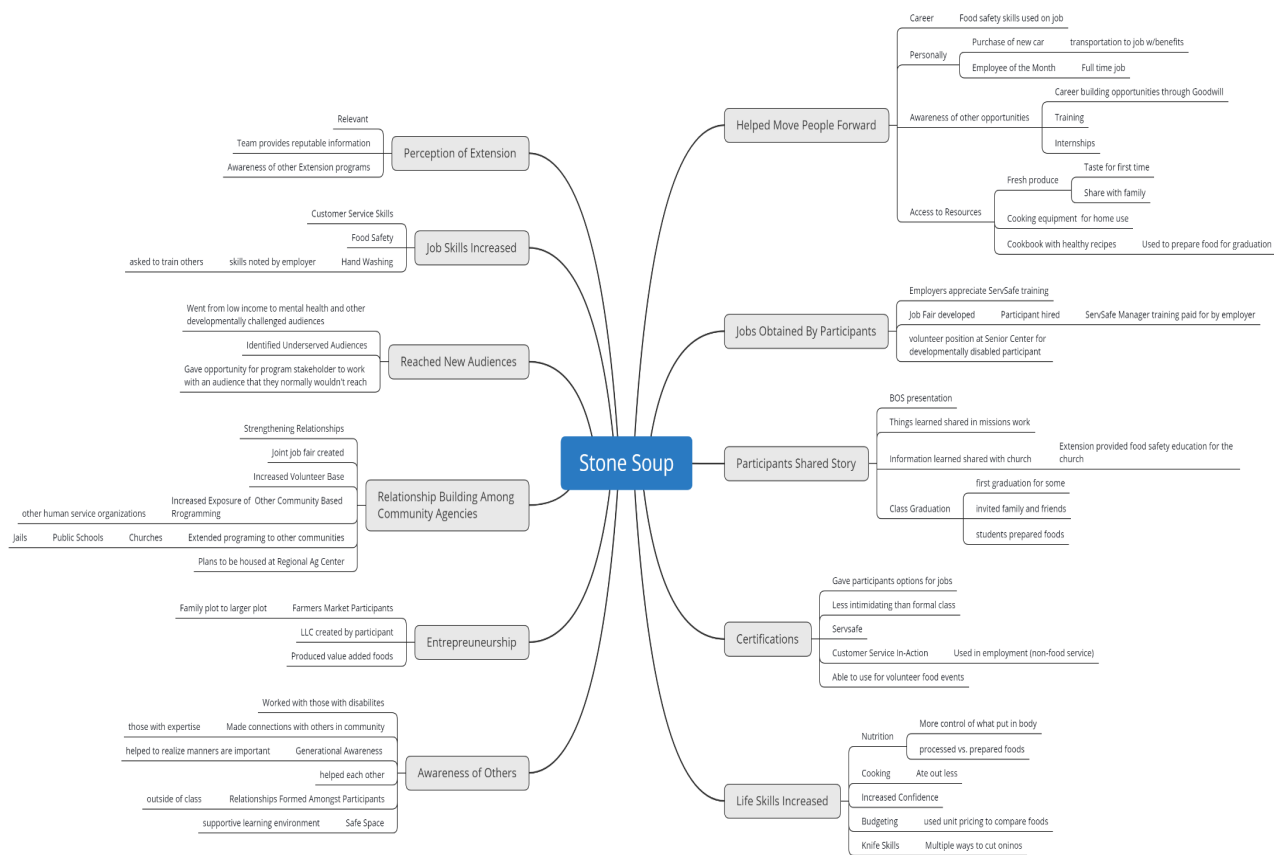 Stone Soup
Helped Move People Forward
Career
Food safety skills used on job
Personally
Purchase of new car
transportation to job w/benefits
Employee of the Month
Full time job
Awareness of other opportunities
Career building opportunities through Goodwill
Training
Internships
Access to Resources
Fresh produce
Taste for first time
Share with family
Cooking equipment for home use
Cookbook with healthy recipes
Used to prepare food for graduation
Jobs Obtained By Participants
Employers appreciate ServSafe training
Job Fair developed
Participant hired
ServSafe Manager training paid for by employer
volunteer position at Senior Center for
developmentally disabled participant
Participants Shared Story
BOS presentation
Things learned shared in missions work
Information learned shared with church
Extension provided food safety education for the
church
Class Graduation
first graduation for some
invited family and friends
students prepared foods
Certifications
Gave participants options for jobs
Less intimidating than formal class
Servsafe
Customer Service In-Action
Used in employment (non-food service)
Able to use for volunteer food events
Life Skills Increased
Nutrition
More control of what put in body
processed vs. prepared foods
Cooking
Ate out less
Increased Confidence
Budgeting
used unit pricing to compare foods
Knife Skills
Multiple ways to cut oninos
Perception of Extension
Relevant
Team provides reputable information
Awareness of other Extension programs
Job Skills Increased
Customer Service Skills
Food Safety
Hand Washing
skills noted by employer
asked to train others
Reached New Audiences
Went from low income to mental health and other
developmentally challenged audiences
Identified Underserved Audiences
Gave opportunity for program stakeholder to work
with an audience that they normally wouldn't reach
Relationship Building Among
Community Agencies
Strengthening Relationships
Joint job fair created
Increased Volunteer Base
Increased Exposure of Other Community Based
Rrogramming
other human service organizations
Extended programing to other communities
Churches
Public Schools
Jails
Plans to be housed at Regional Ag Center
Entrepreuneurship
Farmers Market Participants
Family plot to larger plot
LLC created by participant
Produced value added foods
Awareness of Others
Worked with those with disabilites
Made connections with others in community
those with expertise
Generational Awareness
helped to realize manners are important
helped each other
Relationships Formed Amongst Participants
outside of class
Safe Space
supportive learning environment